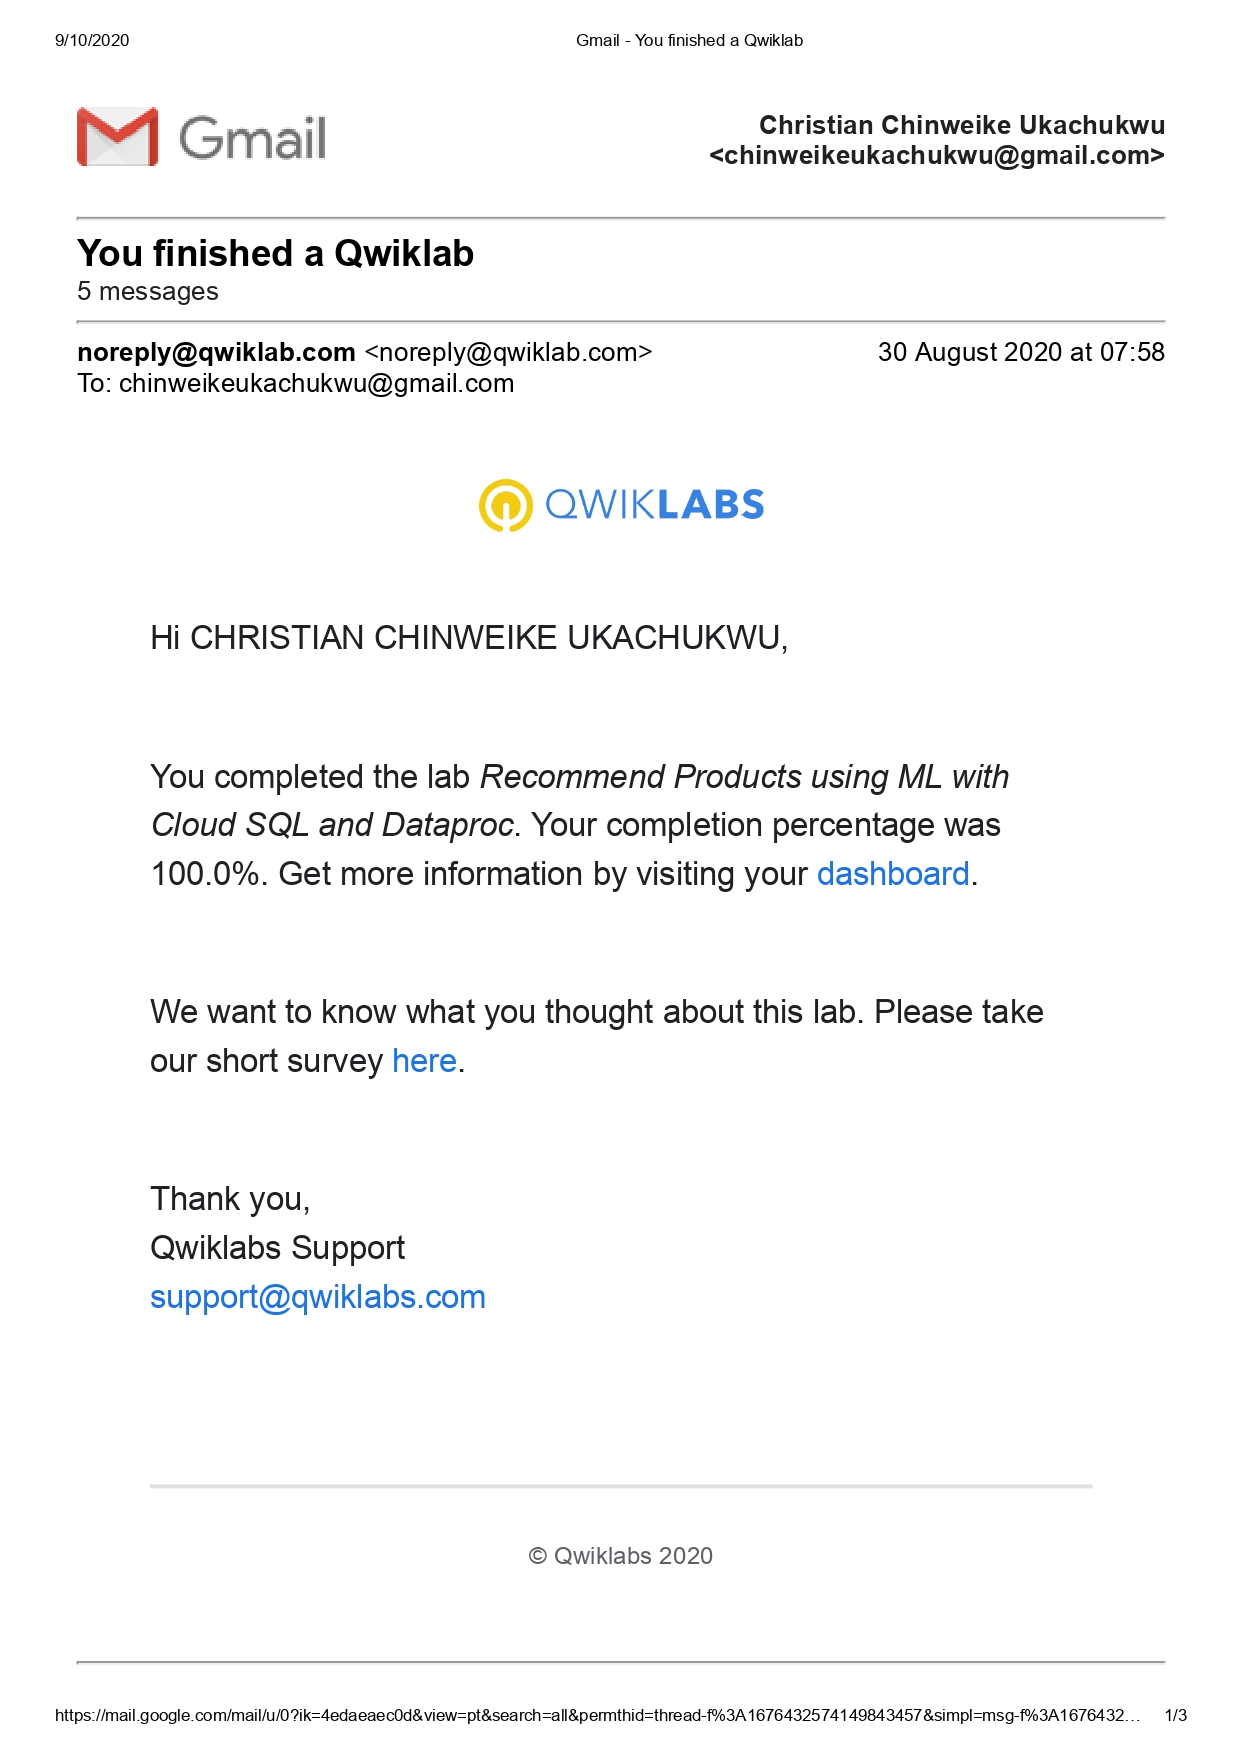 9/10/2020 Gmail - You finished a Qwiklab
Gmail
Christian Chinweike Ukachukwu
<chinweikeukachukwu@gmail.com>
You finished a Qwiklab
5 messages
noreply@qwiklab.com <noreply@qwiklab.com> 30 August 2020 at 07:58
To: chinweikeukachukwu@gmail.com
QWIKLABS
Hi CHRISTIAN CHINWEIKE UKACHUKWU,
You completed the lab Recommend Products using ML with
Cloud SQL and Dataproc. Your completion percentage was
100.0%. Get more information by visiting your dashboard.
We want to know what you thought about this lab. Please take
our short survey here.
Thank you,
Qwiklabs Support
support@qwiklabs.com
© Qwiklabs 2020
https://mail.google.com/mail/u/0?ik=4edaeaec0d&view=pt&search=all&permthid=thread-f%3A1676432574149843457&simpl=msg-f%3A1676432… 1/3